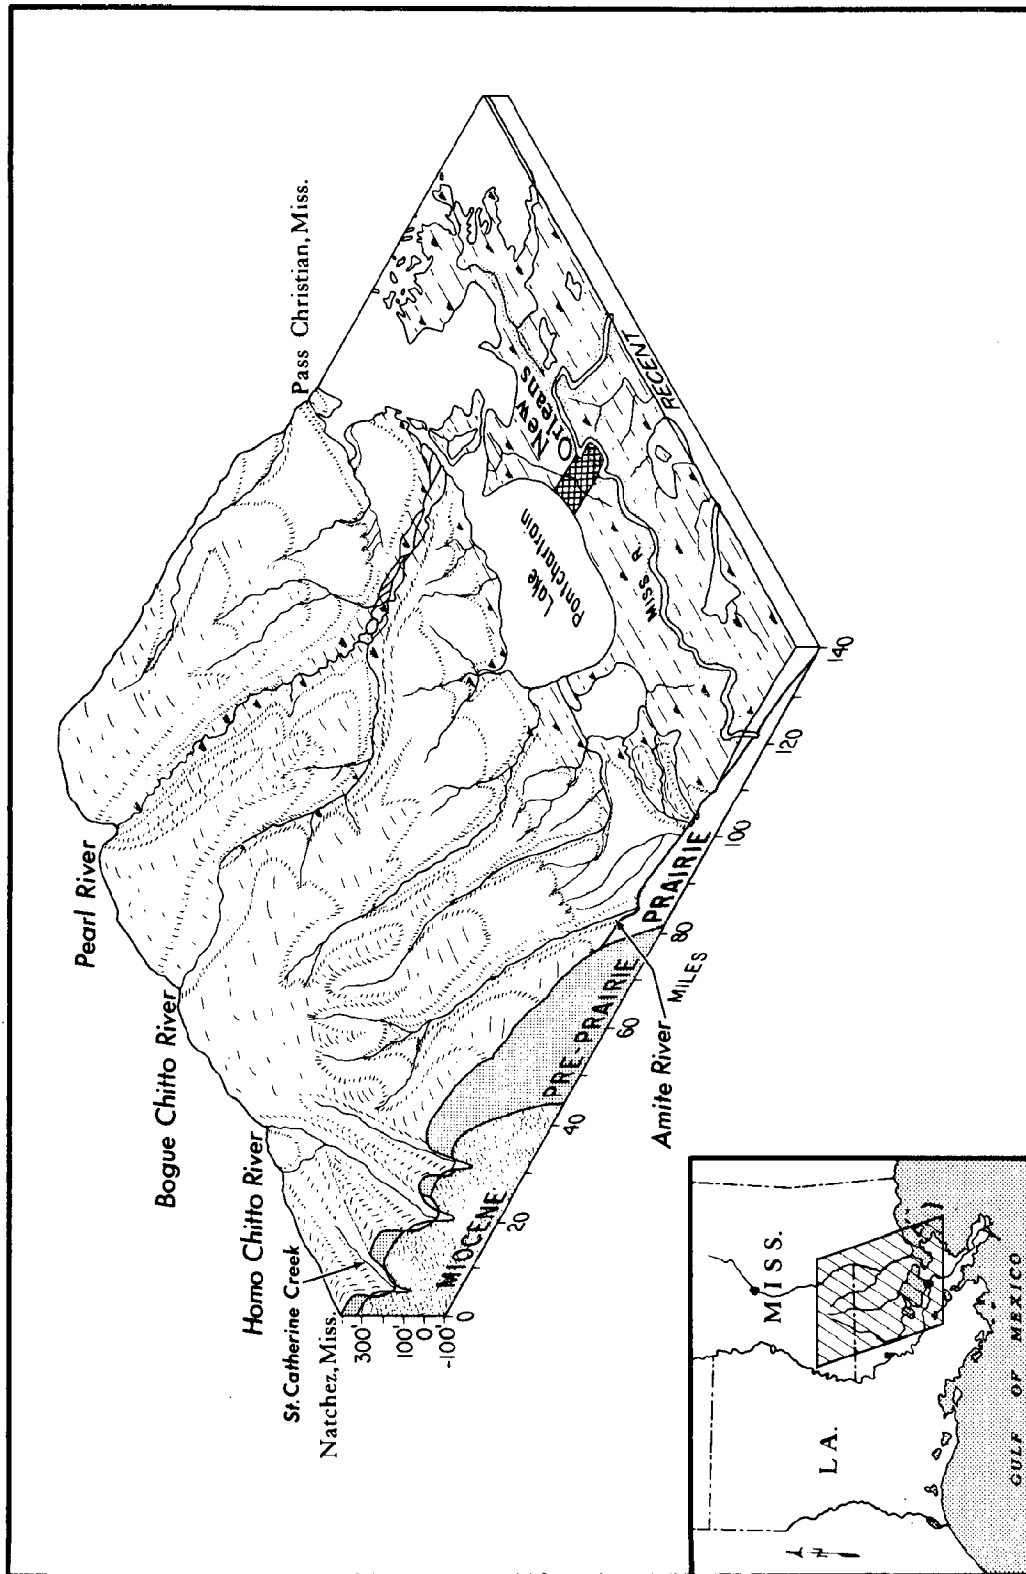 Pearl River
Bogue Chitto River
Homo Chitto River
St. Catherine Creek
Natchez, Miss.
Pass Christian, Miss.
300'
100'
0'
-100'
0
20
40
60
80
100
120
140
MILES
MIOCENE
PRE-PRAIRIE
PRAIRIE
RECENT
Amite River
Lake
Pontchartrain
New
Orleans
MISS R.
MISS.
LA.
N
GULF OF MEXICO